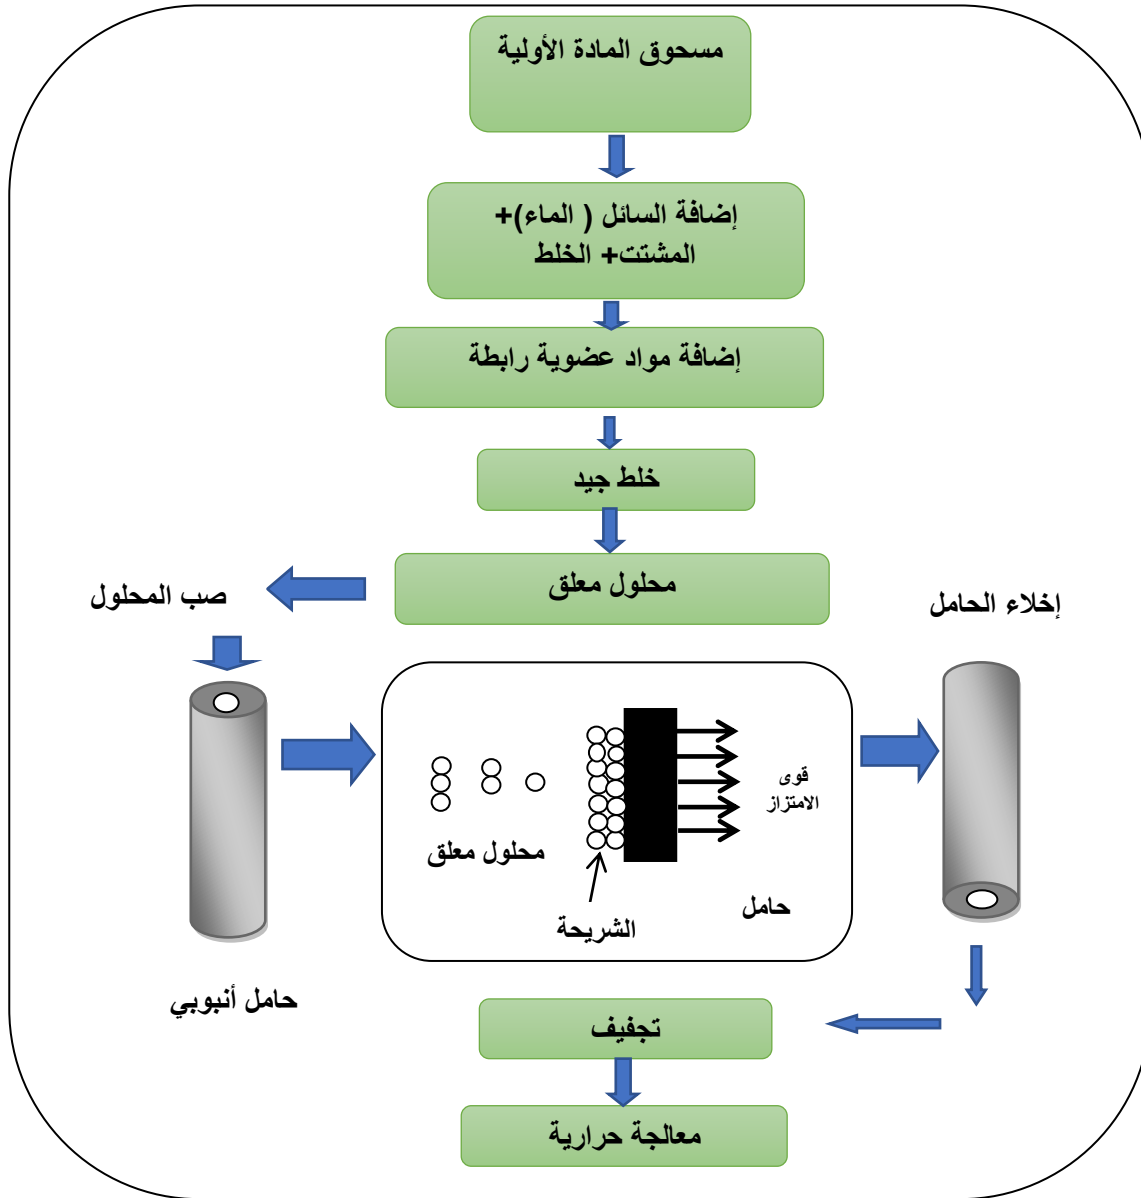 مسحوق المادة الأولية
إضافة السائل ( الماء)+
المشتت+ الخلط
إضافة مواد عضوية رابطة
خلط جيد
محلول معلق
صب المحلول
إخلاء الحامل
قوى
الامتزاز
محلول معلق
حامل
الشريحة
حامل أنبوبي
تجفيف
معالجة حرارية